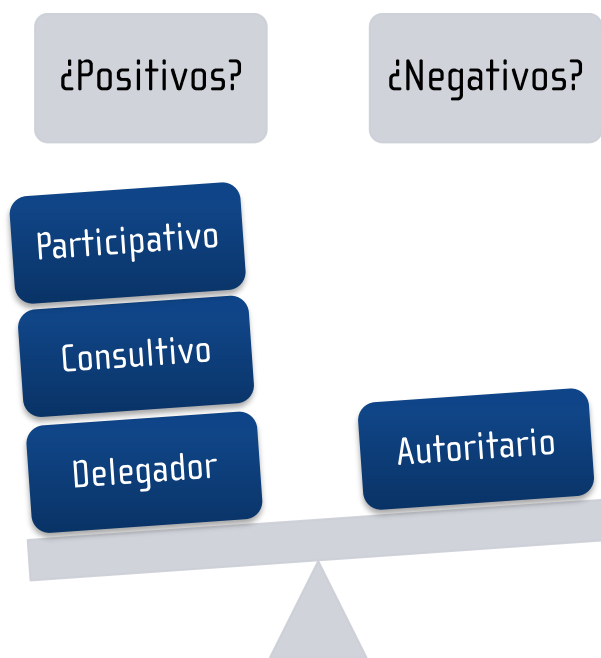 ¿Positivos?
¿Negativos?
Participativo
Consultivo
Delegador
Autoritario